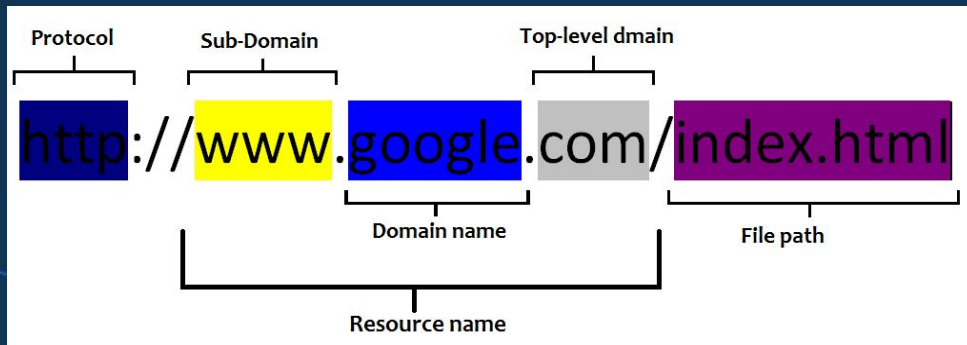 Protocol Sub-Domain Top-level dmain
http://www.google.com/index.html
Domain name File path
Resource name